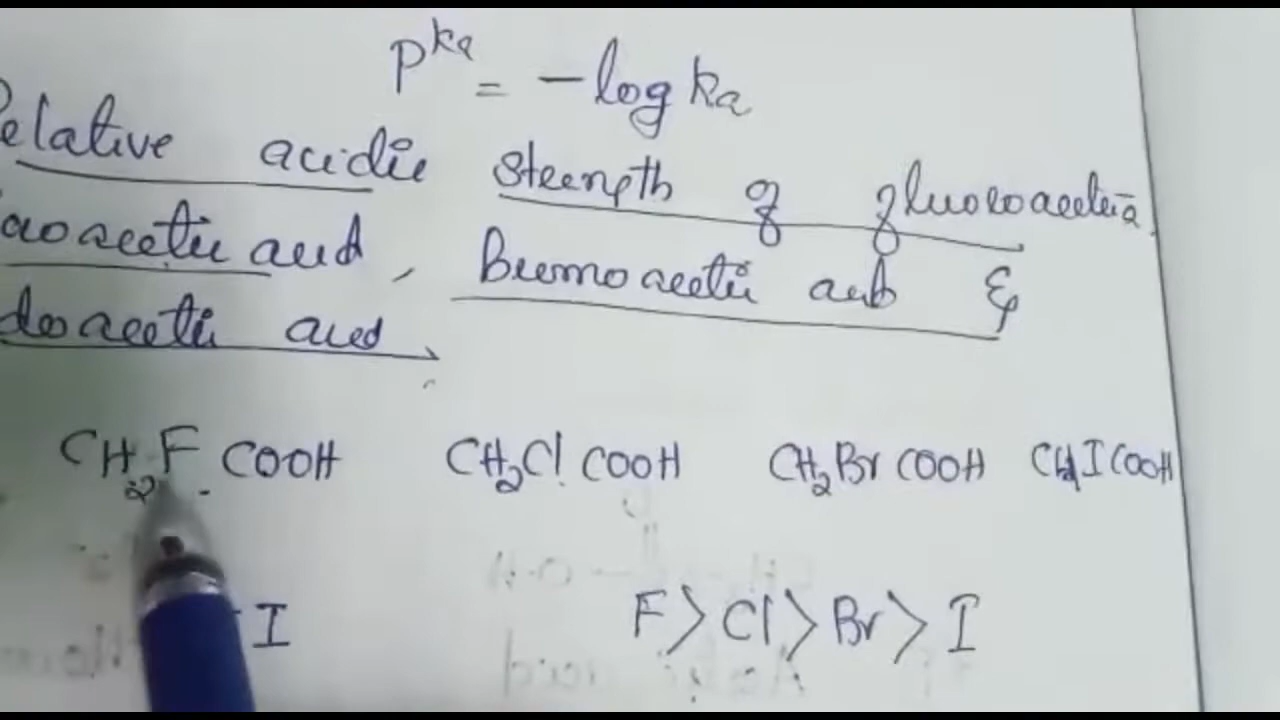 pka = -log ka
elative acidic strength of fluoroacetic
roacetic acid, Bromoacetic acid &
doacetic acid
CH2F COOH CH2Cl COOH CH2Br COOH CH2I COOH
I F > Cl > Br > I